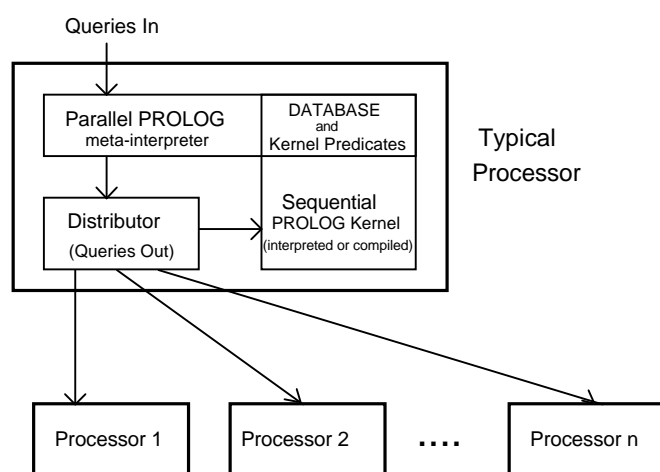 Queries In
Parallel PROLOG
meta-interpreter
DATABASE
and
Kernel Predicates
Typical
Processor
Sequential
PROLOG Kernel
(interpreted or compiled)
Distributor
(Queries Out)
Processor 1
Processor 2
....
Processor n